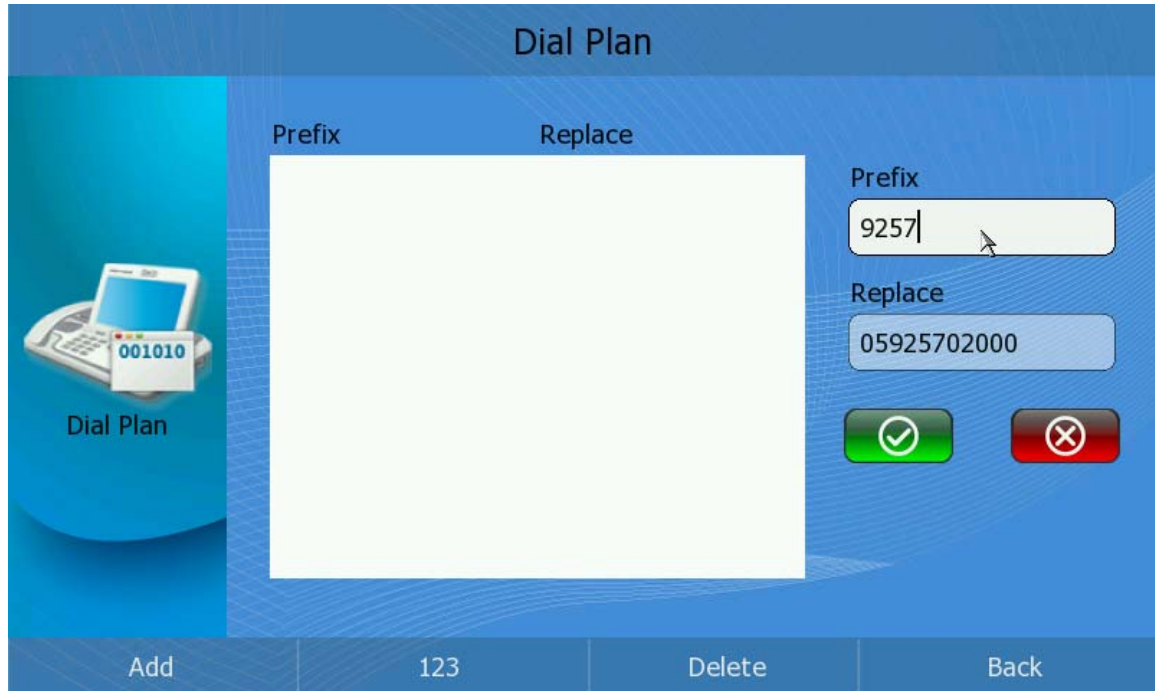 Dial Plan
Prefix Replace
Prefix
9257
Replace
05925702000
001010
Dial Plan
Add 123 Delete Back